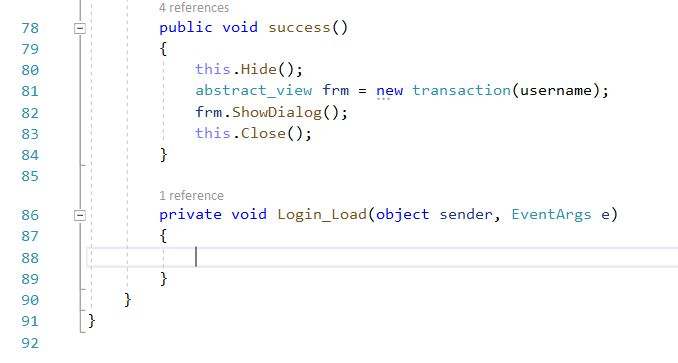 4 references
78 public void success()
79 {
80 this.Hide();
81 abstract_view frm = new transaction(username);
82 frm.ShowDialog();
83 this.Close();
84 }
85
1 reference
86 private void Login_Load(object sender, EventArgs e)
87 {
88
89 }
90 }
91 }
92